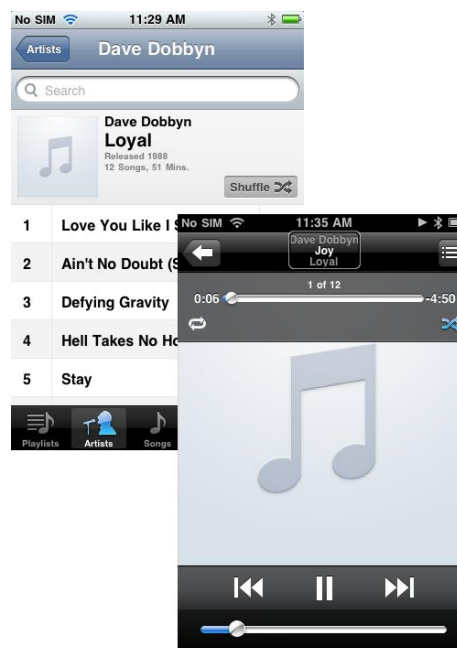 No SIM 11:29 AM
Artists Dave Dobbyn
Search
Dave Dobbyn
Loyal
Released 1988
12 Songs, 51 Mins.
Shuffle
1 Love You Like I
2 Ain't No Doubt
3 Defying Gravity
4 Hell Takes No
5 Stay
Playlists Artists Songs
No SIM 11:35 AM
Dave Dobbyn
Joy
Loyal
1 of 12
0:06 -4:50